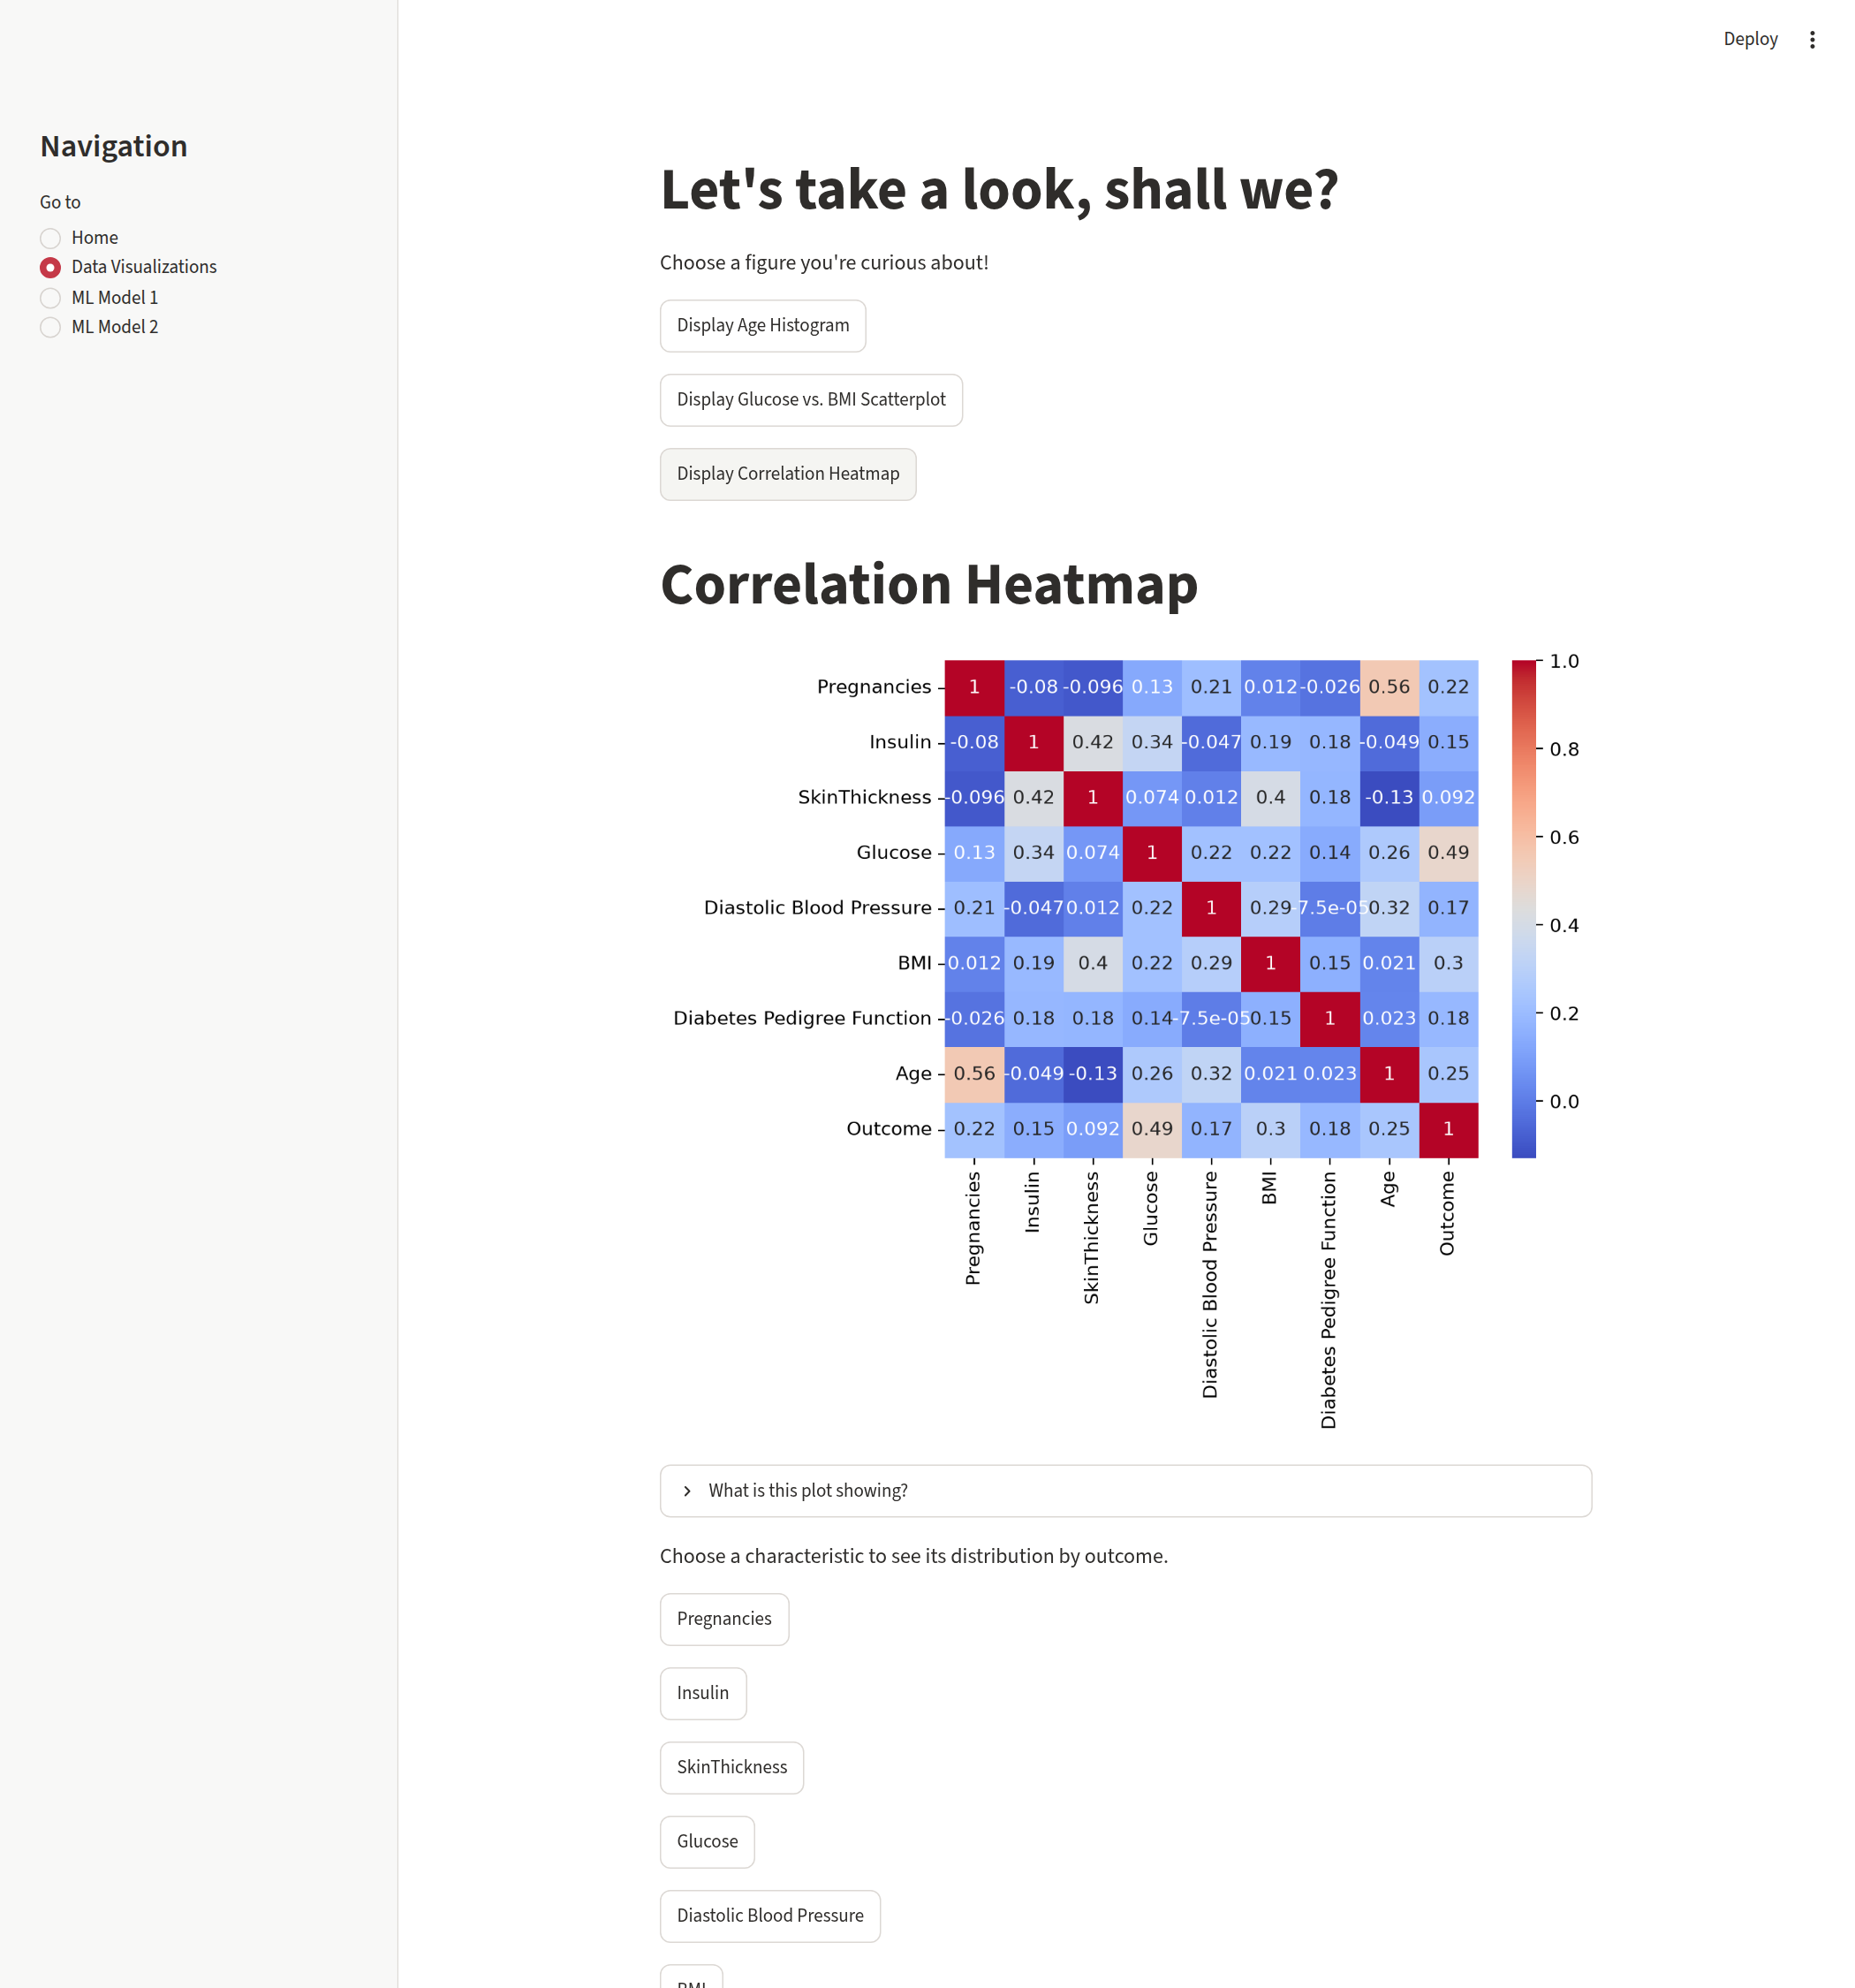 Deploy
Navigation
Go to
Home
Data Visualizations
ML Model 1
ML Model 2
Let's take a look, shall we?
Choose a figure you're curious about!
Display Age Histogram
Display Glucose vs. BMI Scatterplot
Display Correlation Heatmap
Correlation Heatmap
Pregnancies 1 -0.08 -0.096 0.13 0.21 0.012 -0.026 0.56 0.22
Insulin -0.08 1 0.42 0.34 -0.047 0.19 0.18 -0.049 0.15
SkinThickness -0.096 0.42 1 0.074 0.012 0.4 0.18 -0.13 0.092
Glucose 0.13 0.34 0.074 1 0.22 0.22 0.14 0.26 0.49
Diastolic Blood Pressure 0.21 -0.047 0.012 0.22 1 0.29 -7.5e-05 0.32 0.17
BMI 0.012 0.19 0.4 0.22 0.29 1 0.15 0.021 0.3
Diabetes Pedigree Function -0.026 0.18 0.18 0.14 -7.5e-05 0.15 1 0.023 0.18
Age 0.56 -0.049 -0.13 0.26 0.32 0.021 0.023 1 0.25
Outcome 0.22 0.15 0.092 0.49 0.17 0.3 0.18 0.25 1
Pregnancies
Insulin
SkinThickness
Glucose
Diastolic Blood Pressure
BMI
Diabetes Pedigree Function
Age
Outcome
1.0
0.8
0.6
0.4
0.2
0.0
What is this plot showing?
Choose a characteristic to see its distribution by outcome.
Pregnancies
Insulin
SkinThickness
Glucose
Diastolic Blood Pressure
BMI